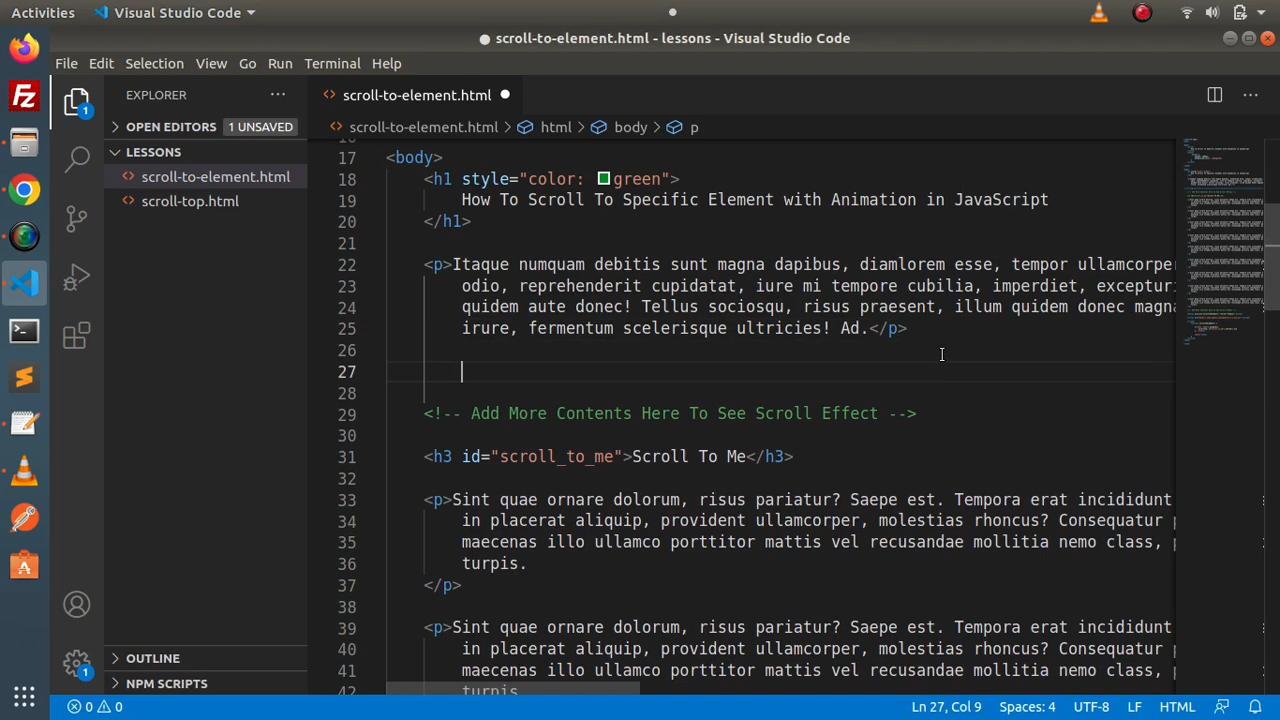 Activities
Visual Studio Code
scroll-to-element.html - lessons - Visual Studio Code
File Edit Selection View Go Run Terminal Help
EXPLORER
OPEN EDITORS 1 UNSAVED
LESSONS
scroll-to-element.html
scroll-top.html
OUTLINE
NPM SCRIPTS
scroll-to-element.html
scroll-to-element.html > html > body > p
17 <body>
18 <h1 style="color: green">
19 How To Scroll To Specific Element with Animation in JavaScript
20 </h1>
21
22 <p>Itaque numquam debitis sunt magna dapibus, diamlorem esse, tempor ullamcorper
23 odio, reprehenderit cupidatat, iure mi tempore cubilia, imperdiet, excepturi
24 quidem aute donec! Tellus sociosqu, risus praesent, illum quidem donec magna
25 irure, fermentum scelerisque ultricies! Ad.</p>
26
27
28
29 <!-- Add More Contents Here To See Scroll Effect -->
30
31 <h3 id="scroll_to_me">Scroll To Me</h3>
32
33 <p>Sint quae ornare dolorum, risus pariatur? Saepe est. Tempora erat incididunt
34 in placerat aliquip, provident ullamcorper, molestias rhoncus? Consequatur
35 maecenas illo ullamco porttitor mattis vel recusandae mollitia nemo class,
36 turpis.
37 </p>
38
39 <p>Sint quae ornare dolorum, risus pariatur? Saepe est. Tempora erat incididunt
40 in placerat aliquip, provident ullamcorper, molestias rhoncus? Consequatur
41 maecenas illo ullamco porttitor mattis vel recusandae mollitia nemo class,
42 turpis
0 0 Ln 27, Col 9 Spaces: 4 UTF-8 LF HTML